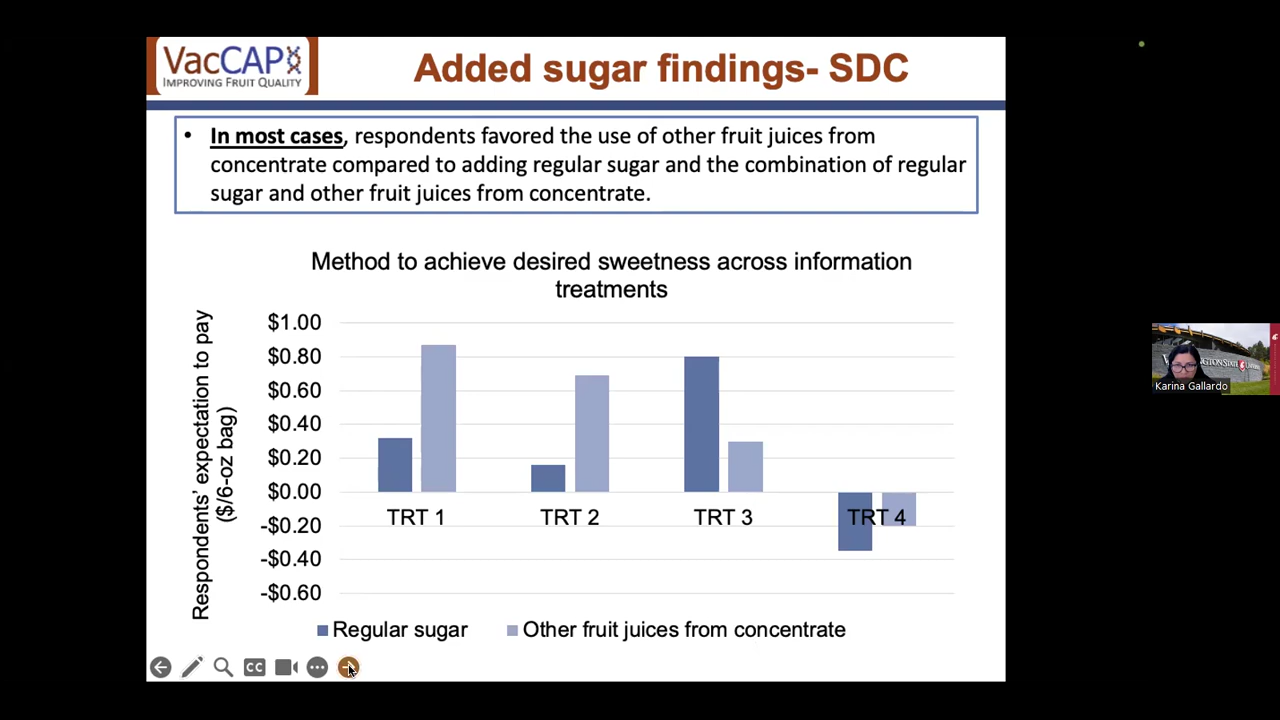 VacCAP
IMPROVING FRUIT QUALITY
Added sugar findings- SDC
• In most cases, respondents favored the use of other fruit juices from
concentrate compared to adding regular sugar and the combination of regular
sugar and other fruit juices from concentrate.
Method to achieve desired sweetness across information
treatments
Respondents' expectation to pay
($/6-oz bag)
$1.00
$0.80
$0.60
$0.40
$0.20
$0.00
-$0.20
-$0.40
-$0.60
TRT 1
TRT 2
TRT 3
TRT 4
Regular sugar
Other fruit juices from concentrate
CC
Karina Gallardo